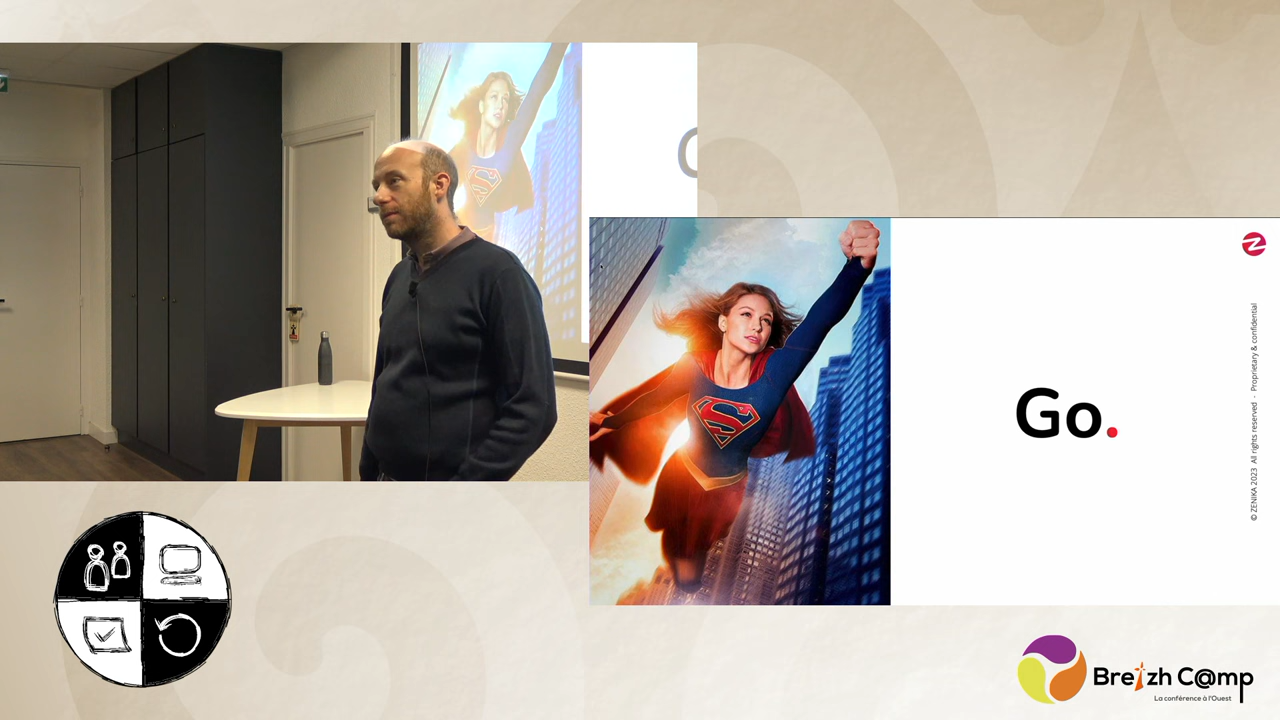 Go.
© ZENIKA 2023 All rights reserved - Proprietary & confidential
Breizh C@mp
La conférence à l'Ouest